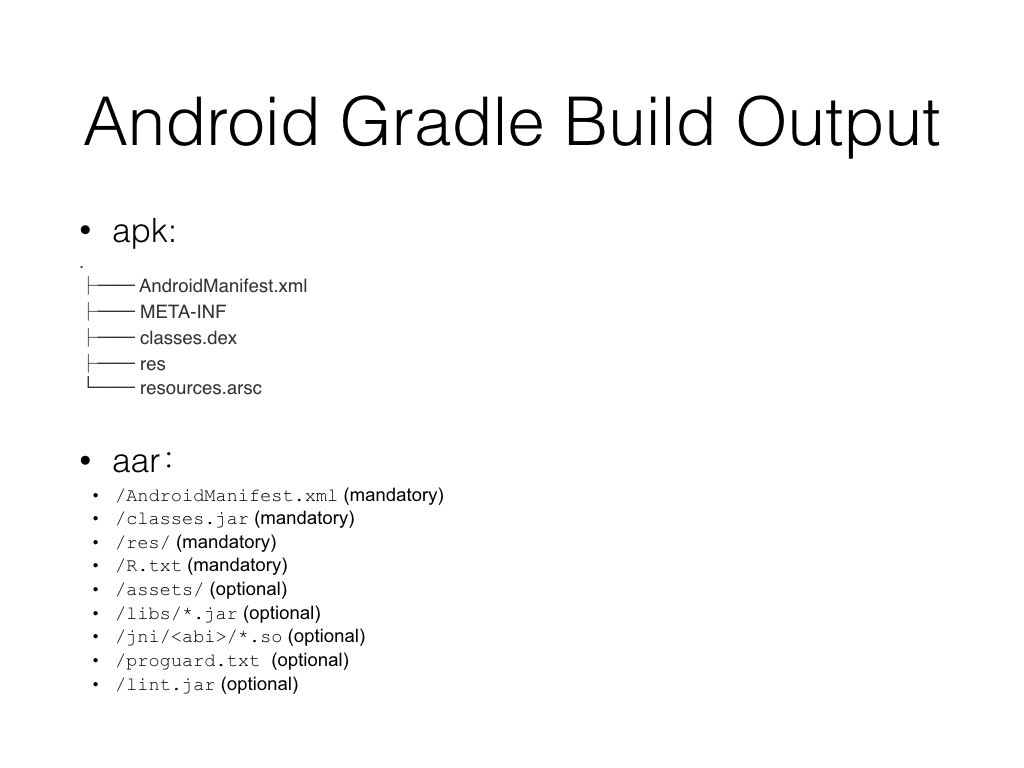 Android Gradle Build Output
• apk:
.
├── AndroidManifest.xml
├── META-INF
├── classes.dex
├── res
└── resources.arsc
• aar：
• /AndroidManifest.xml (mandatory)
• /classes.jar (mandatory)
• /res/ (mandatory)
• /R.txt (mandatory)
• /assets/ (optional)
• /libs/*.jar (optional)
• /jni/<abi>/*.so (optional)
• /proguard.txt (optional)
• /lint.jar (optional)